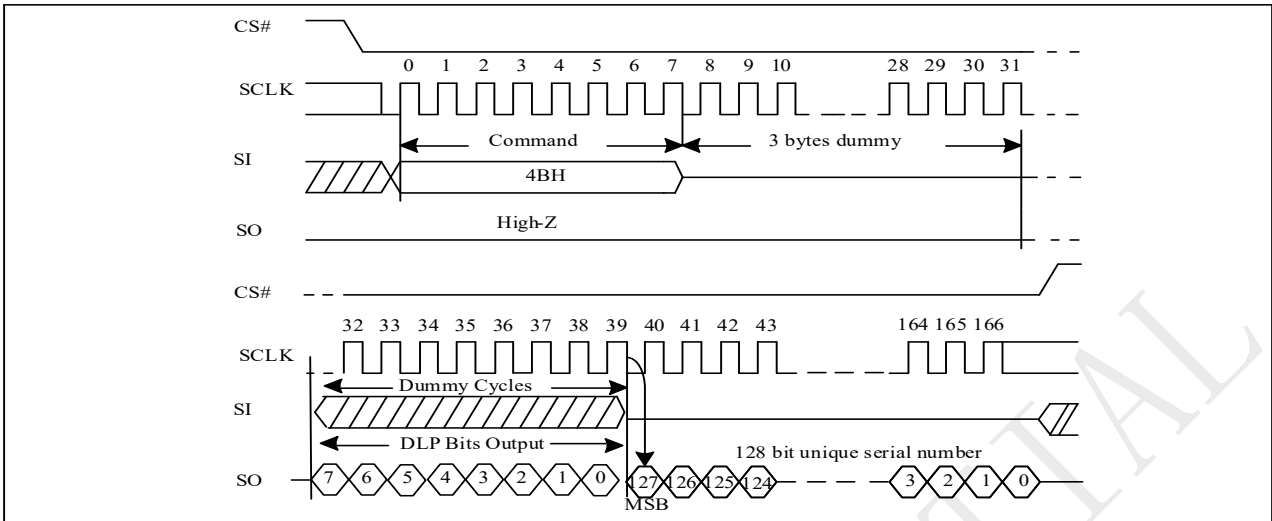 CS#
0 1 2 3 4 5 6 7 8 9 10 28 29 30 31
SCLK
Command 3 bytes dummy
SI
4BH
High-Z
SO
CS#
32 33 34 35 36 37 38 39 40 41 42 43 164 165 166
SCLK
Dummy Cycles
SI
DLP Bits Output
128 bit unique serial number
SO 7 6 5 4 3 2 1 0 127 126 125 124 3 2 1 0
MSB